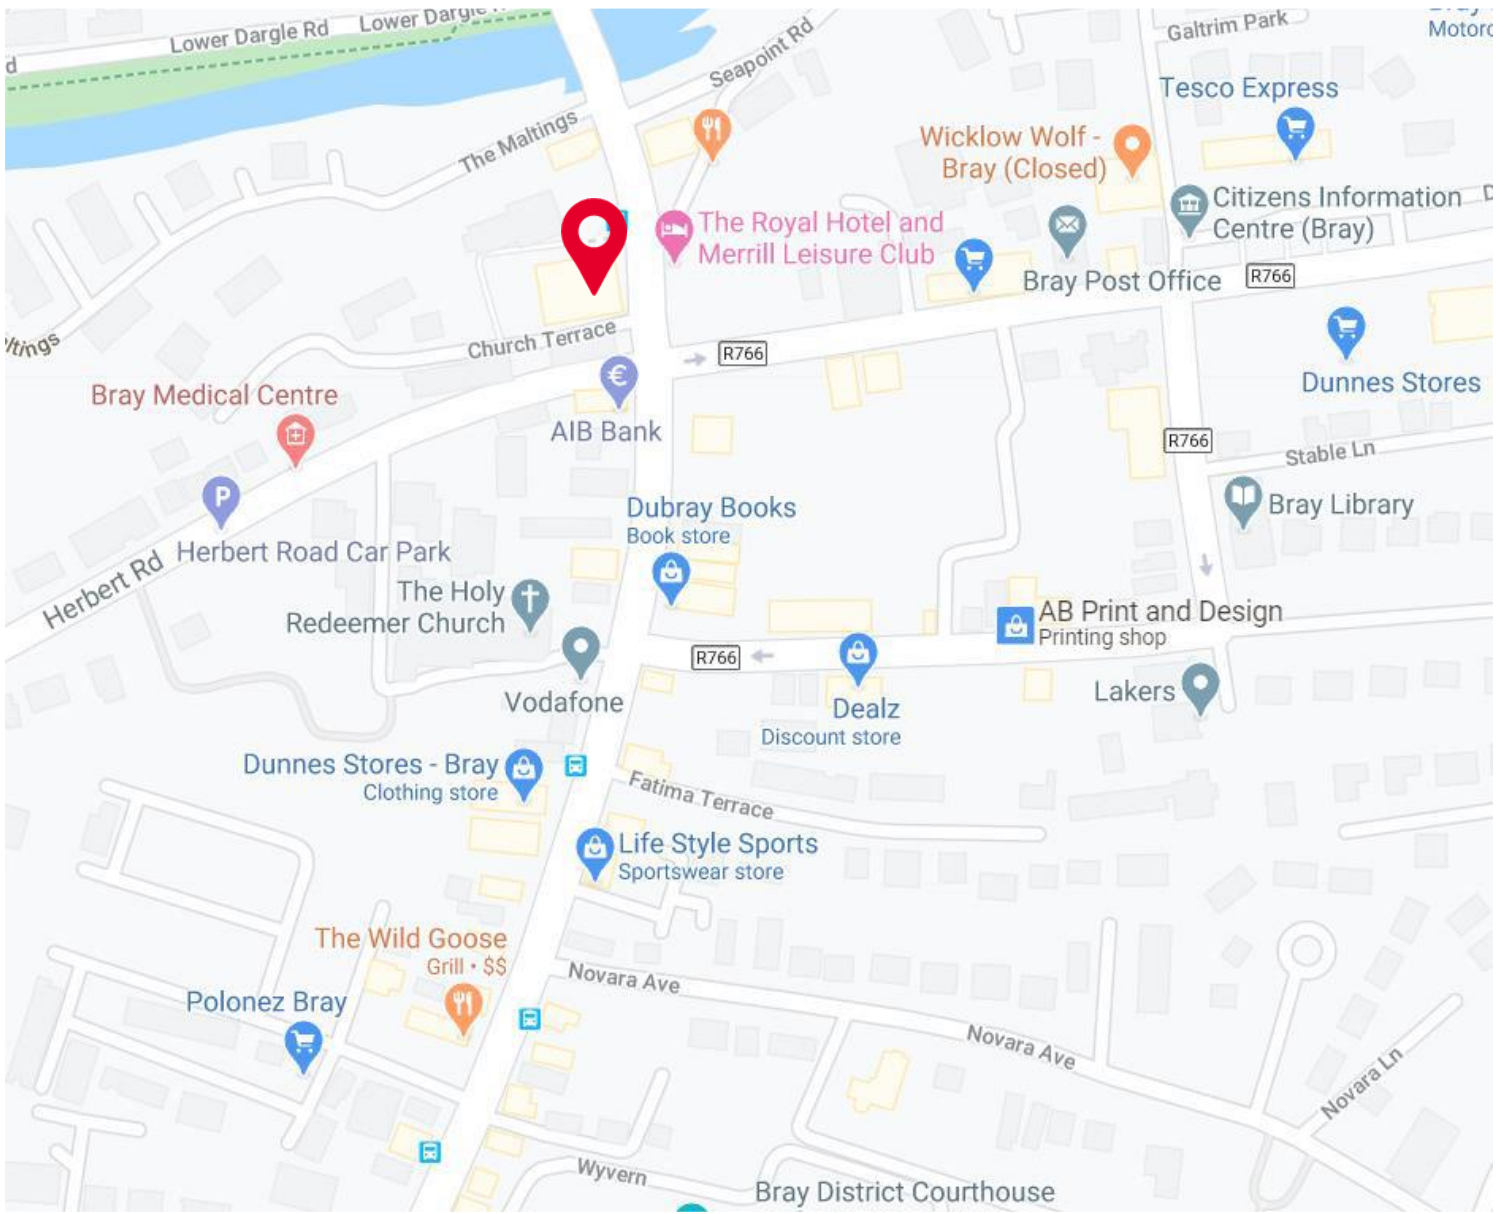 Lower Dargle Rd
Lower Dargle R
Galtrim Park
Motorc
d
Seapoint Rd
Tesco Express
The Maltings
Wicklow Wolf -
Bray (Closed)
Citizens Information
Centre (Bray)
D
The Royal Hotel and
Merrill Leisure Club
Bray Post Office
R766
ltings
Church Terrace
R766
Dunnes Stores
Bray Medical Centre
€
AIB Bank
R766
Stable Ln
P
Dubray Books
Book store
Bray Library
Herbert Road Car Park
Herbert Rd
The Holy
Redeemer Church
AB Print and Design
Printing shop
R766
Vodafone
Lakers
Dealz
Discount store
Dunnes Stores - Bray
Clothing store
Fatima Terrace
Life Style Sports
Sportswear store
The Wild Goose
Grill • $$
Novara Ave
Polonez Bray
Novara Ave
Novara Ln
Wyvern
Bray District Courthouse